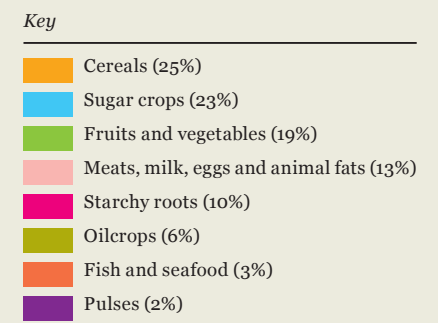 Key
Cereals (25%)
Sugar crops (23%)
Fruits and vegetables (19%)
Meats, milk, eggs and animal fats (13%)
Starchy roots (10%)
Oilcrops (6%)
Fish and seafood (3%)
Pulses (2%)